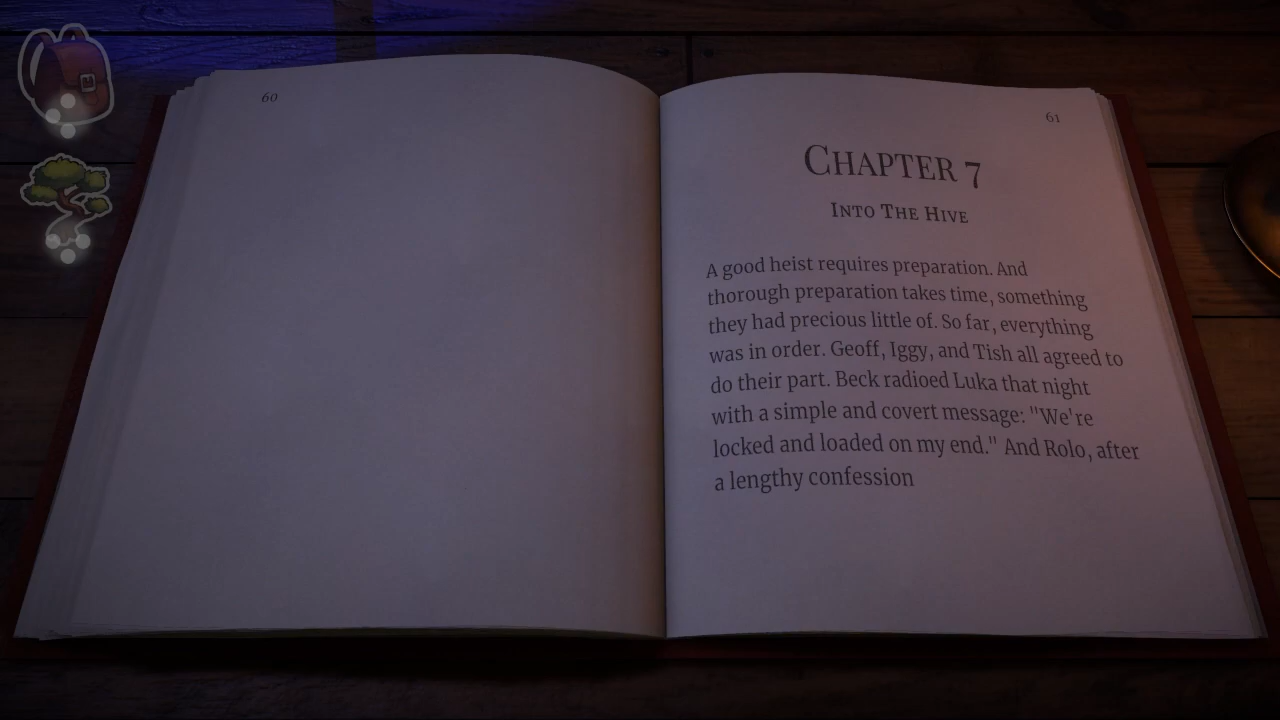 60
61
CHAPTER 7
INTO THE HIVE
A good heist requires preparation. And
thorough preparation takes time, something
they had precious little of. So far, everything
was in order. Geoff, Iggy, and Tish all agreed to
do their part. Beck radioed Luka that night
with a simple and covert message: "We're
locked and loaded on my end." And Rolo, after
a lengthy confession